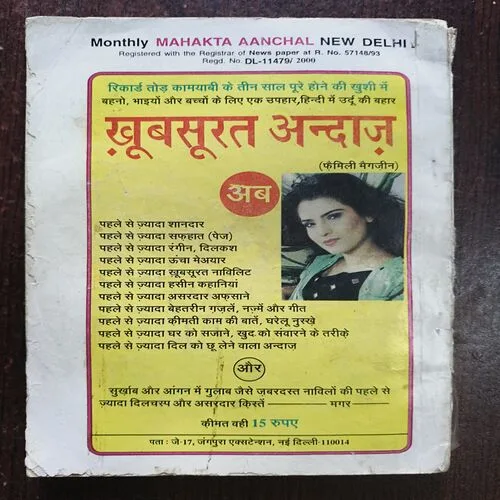 Monthly MAHAKTA AANCHAL NEW DELHI
Registered with the Registrar of News paper at R. No. 57148/93
Regd. No. DL-11479/ 2000
रिकार्ड तोड़ कामयाबी के तीन साल पूरे होने की खुशी में
बहनो, भाइयों और बच्चों के लिए एक उपहार,हिन्दी में उर्दू की बहार
ख़ूबसूरत अन्दाज़
(फ़ैमिली मैगजीन)
अब
पहले से ज़्यादा शानदार
पहले से ज़्यादा सफ़हात (पेज)
पहले से ज़्यादा रंगीन, दिलकश
पहले से ज़्यादा ऊंचा मेअयार
पहले से ज़्यादा ख़ूबसूरत नाविलिट
पहले से ज़्यादा हसीन कहानियां
पहले से ज़्यादा असरदार अफ़साने
पहले से ज़्यादा बेहतरीन ग़ज़लें, नज़्में और गीत
पहले से ज़्यादा कीमती काम की बातें, घरेलू नुस्ख़े
पहले से ज़्यादा घर को सजाने, खुद को संवारने के तरीके
पहले से ज़्यादा दिल को छू लेने वाला अन्दाज
और
सुर्ख़ाब और आंगन में गुलाब जैसे जबरदस्त नाविलों की पहले से
ज़्यादा दिलचस्प और असरदार क़िस्तें ——— मगर ———
कीमत वही 15 रुपए
पता : जे-17, जंगपुरा एक्सटेन्शन, नई दिल्ली-110014